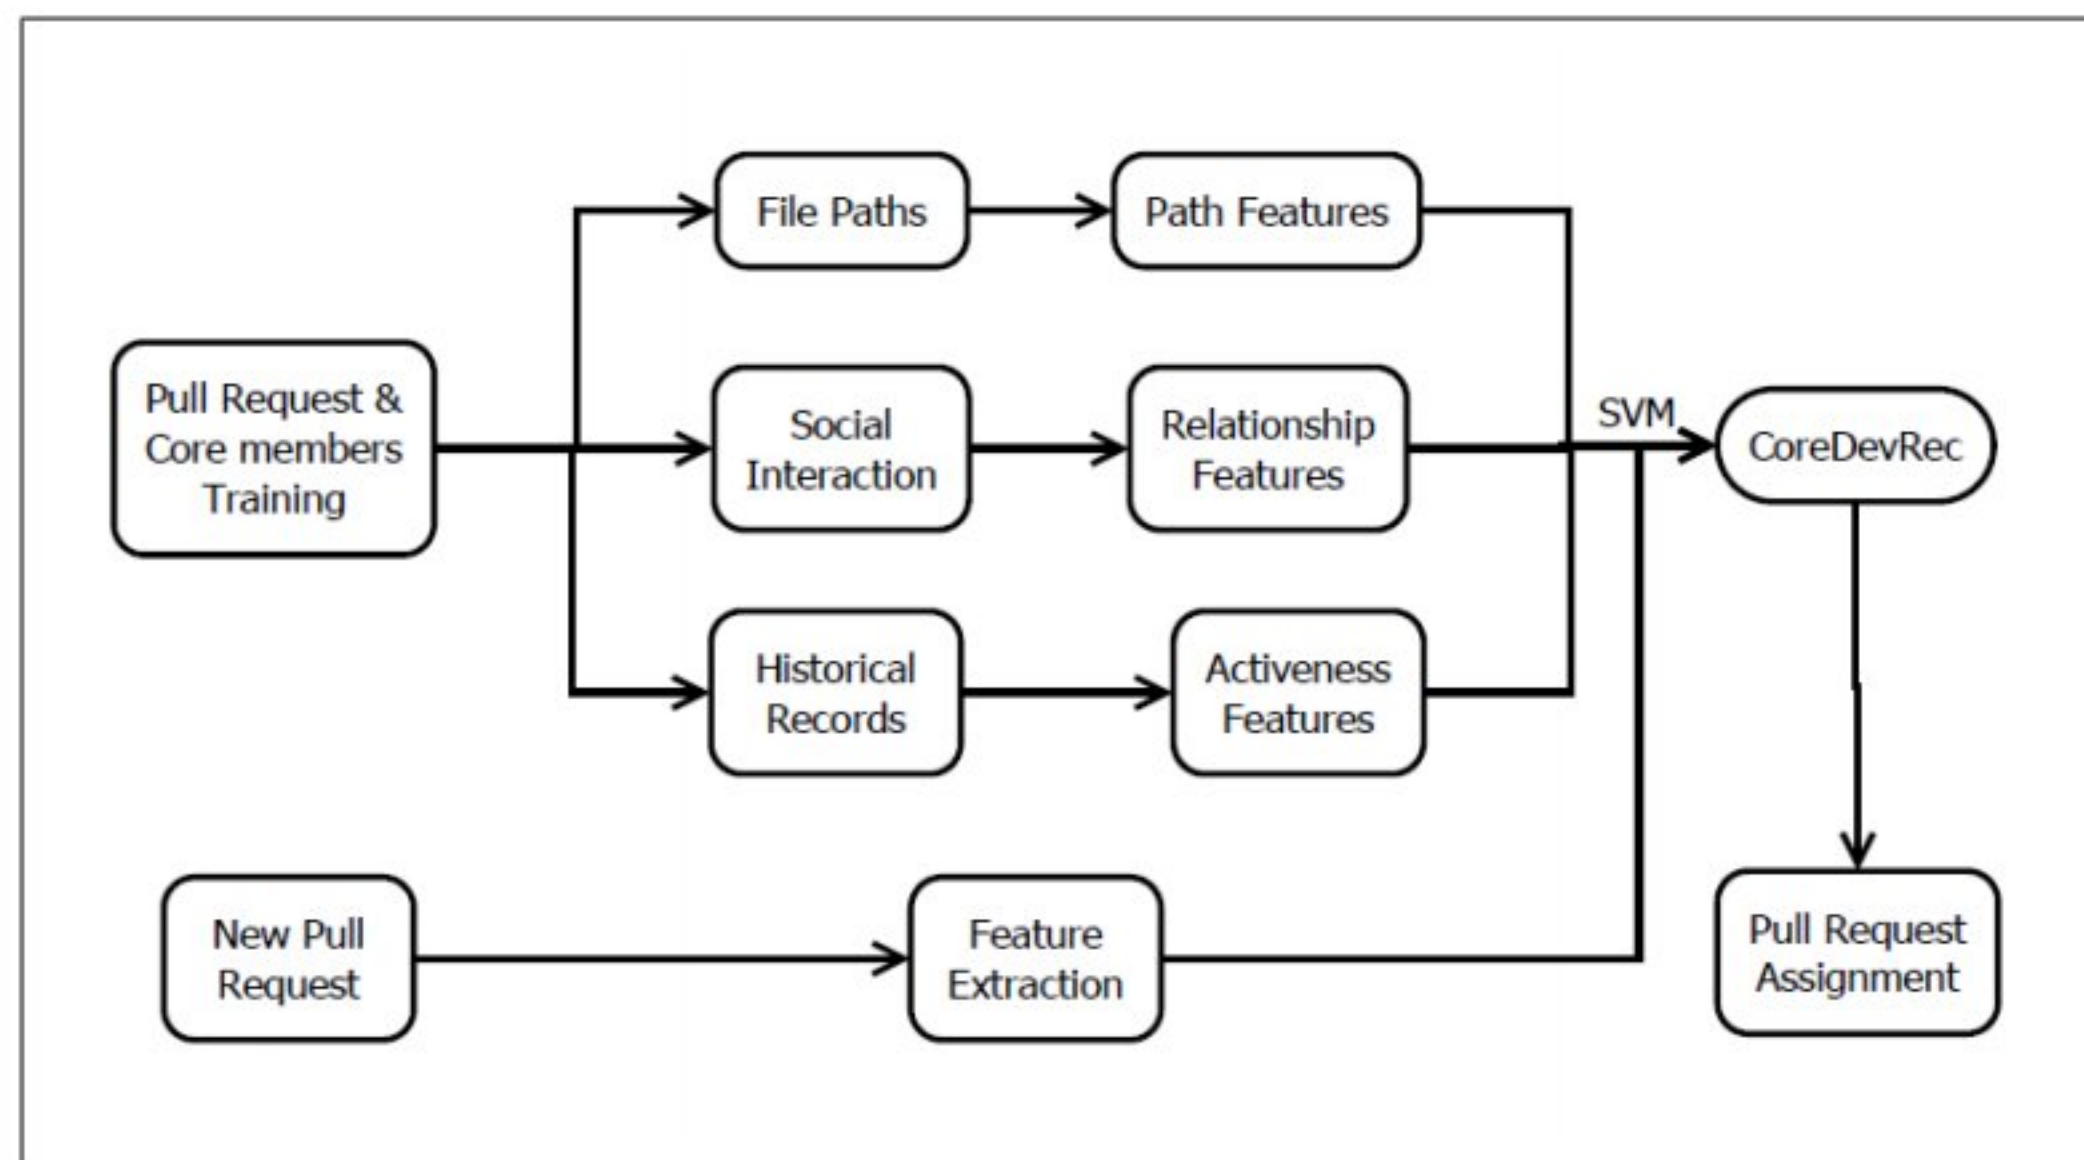 File Paths
Path Features
Pull Request &
Core members
Training
Social
Interaction
Relationship
Features
SVM
CoreDevRec
Historical
Records
Activeness
Features
New Pull
Request
Feature
Extraction
Pull Request
Assignment